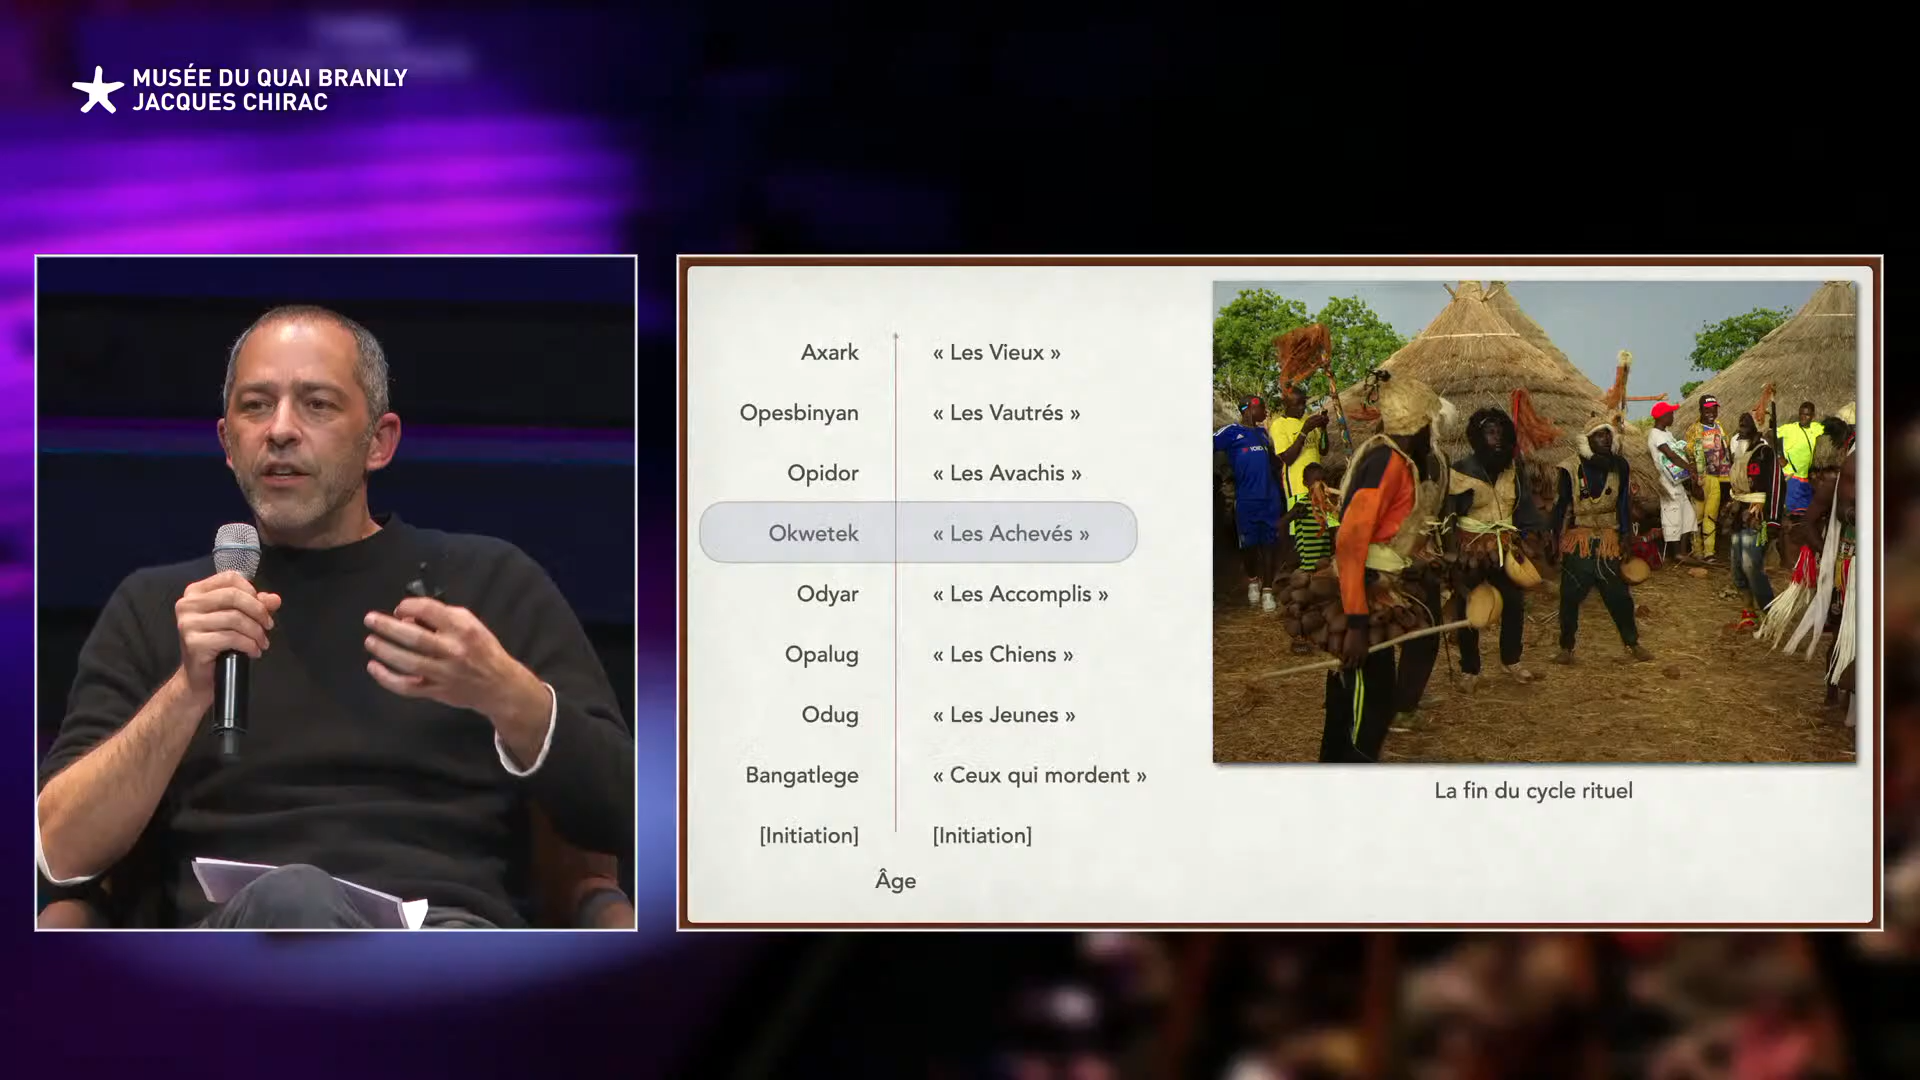 MUSÉE DU QUAI BRANLY
JACQUES CHIRAC
Axark « Les Vieux »
Opesbinyan « Les Vautrés »
Opidor « Les Avachis »
Okwetek « Les Achevés »
Odyar « Les Accomplis »
Opalug « Les Chiens »
Odug « Les Jeunes »
Bangatlege « Ceux qui mordent »
[Initiation] [Initiation]
Âge
La fin du cycle rituel